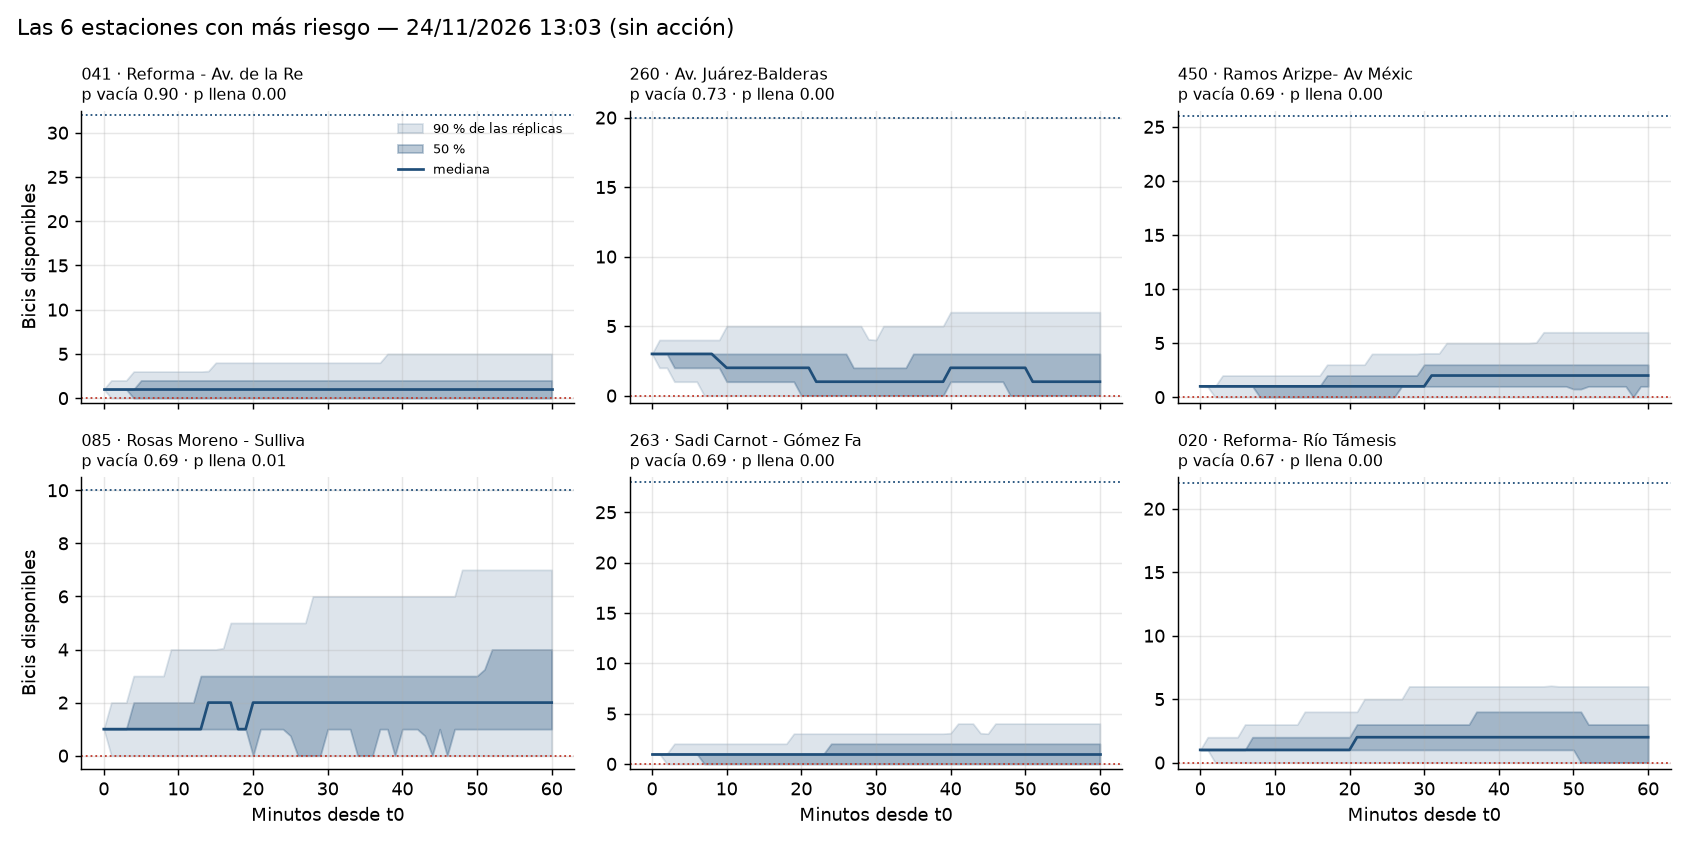 Las 6 estaciones con más riesgo — 24/11/2026 13:03 (sin acción)
041 · Reforma - Av. de la Re
p vacía 0.90 · p llena 0.00
Bicis disponibles
30
25
20
15
10
5
0
90 % de las réplicas
50 %
mediana
260 · Av. Juárez-Balderas
p vacía 0.73 · p llena 0.00
20
15
10
5
0
450 · Ramos Arizpe- Av Méxic
p vacía 0.69 · p llena 0.00
25
20
15
10
5
0
085 · Rosas Moreno - Sulliva
p vacía 0.69 · p llena 0.01
Bicis disponibles
10
8
6
4
2
0
0 10 20 30 40 50 60
Minutos desde t0
263 · Sadi Carnot - Gómez Fa
p vacía 0.69 · p llena 0.00
25
20
15
10
5
0
0 10 20 30 40 50 60
Minutos desde t0
020 · Reforma- Río Támesis
p vacía 0.67 · p llena 0.00
20
15
10
5
0
0 10 20 30 40 50 60
Minutos desde t0